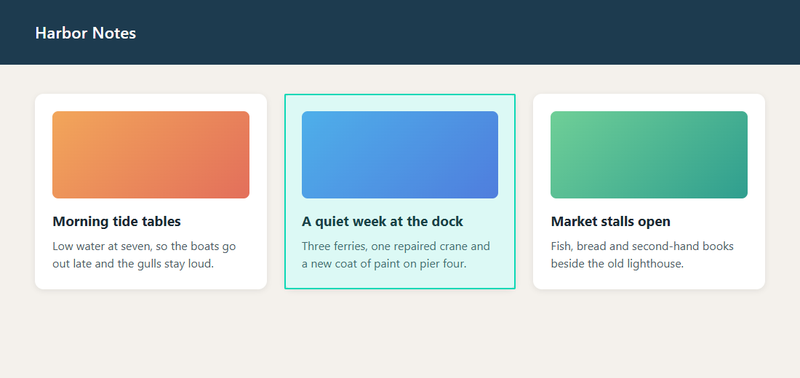 Harbor Notes
Morning tide tables
Low water at seven, so the boats go
out late and the gulls stay loud.
A quiet week at the dock
Three ferries, one repaired crane and
a new coat of paint on pier four.
Market stalls open
Fish, bread and second-hand books
beside the old lighthouse.